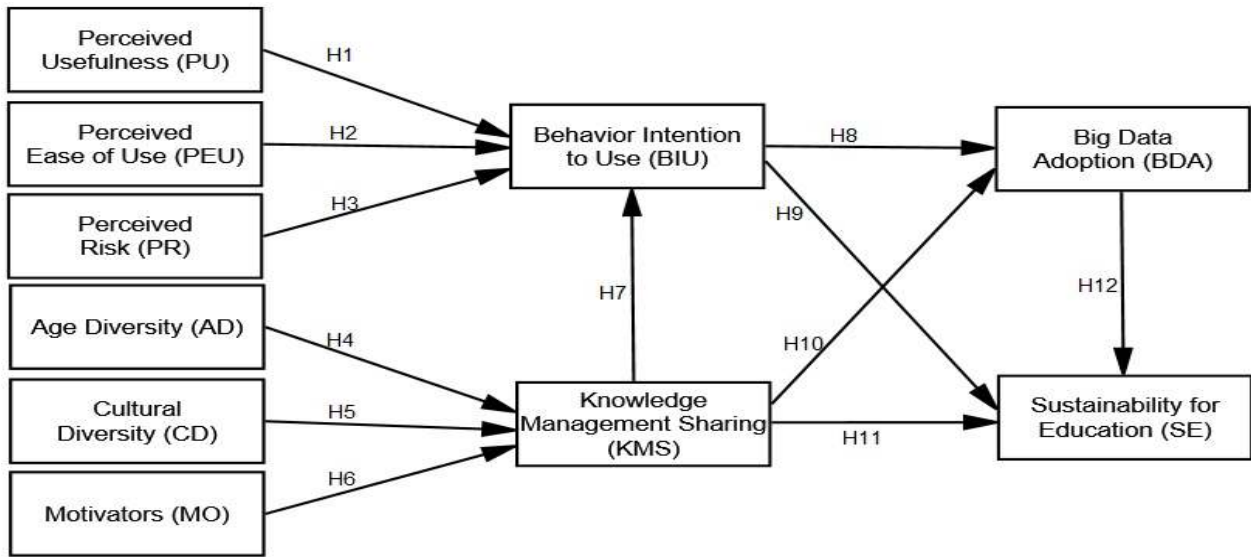 Perceived
Usefulness (PU)
H1
Perceived
Ease of Use (PEU)
H2
Perceived
Risk (PR)
H3
Age Diversity (AD)
H4
Cultural
Diversity (CD)
H5
Motivators (MO)
H6
Behavior Intention
to Use (BIU)
H7
Knowledge
Management Sharing
(KMS)
H8
H9
H10
H11
Big Data
Adoption (BDA)
H12
Sustainability for
Education (SE)